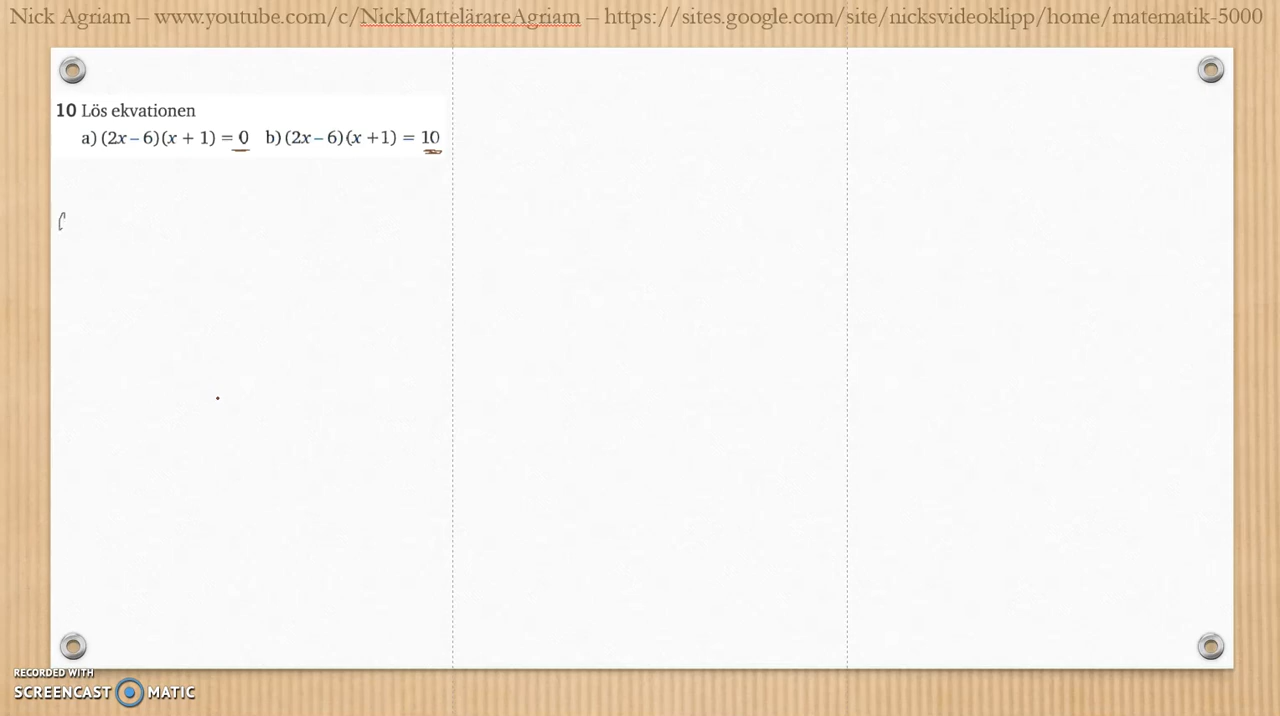 Nick Agriam – www.youtube.com/c/NickMattelärareAgriam – https://sites.google.com/site/nicksvideoklipp/home/matematik-5000
10 Lös ekvationen
a) (2x – 6)(x + 1) = 0 b) (2x – 6)(x +1) = 10
(
RECORDED WITH
SCREENCAST MATIC